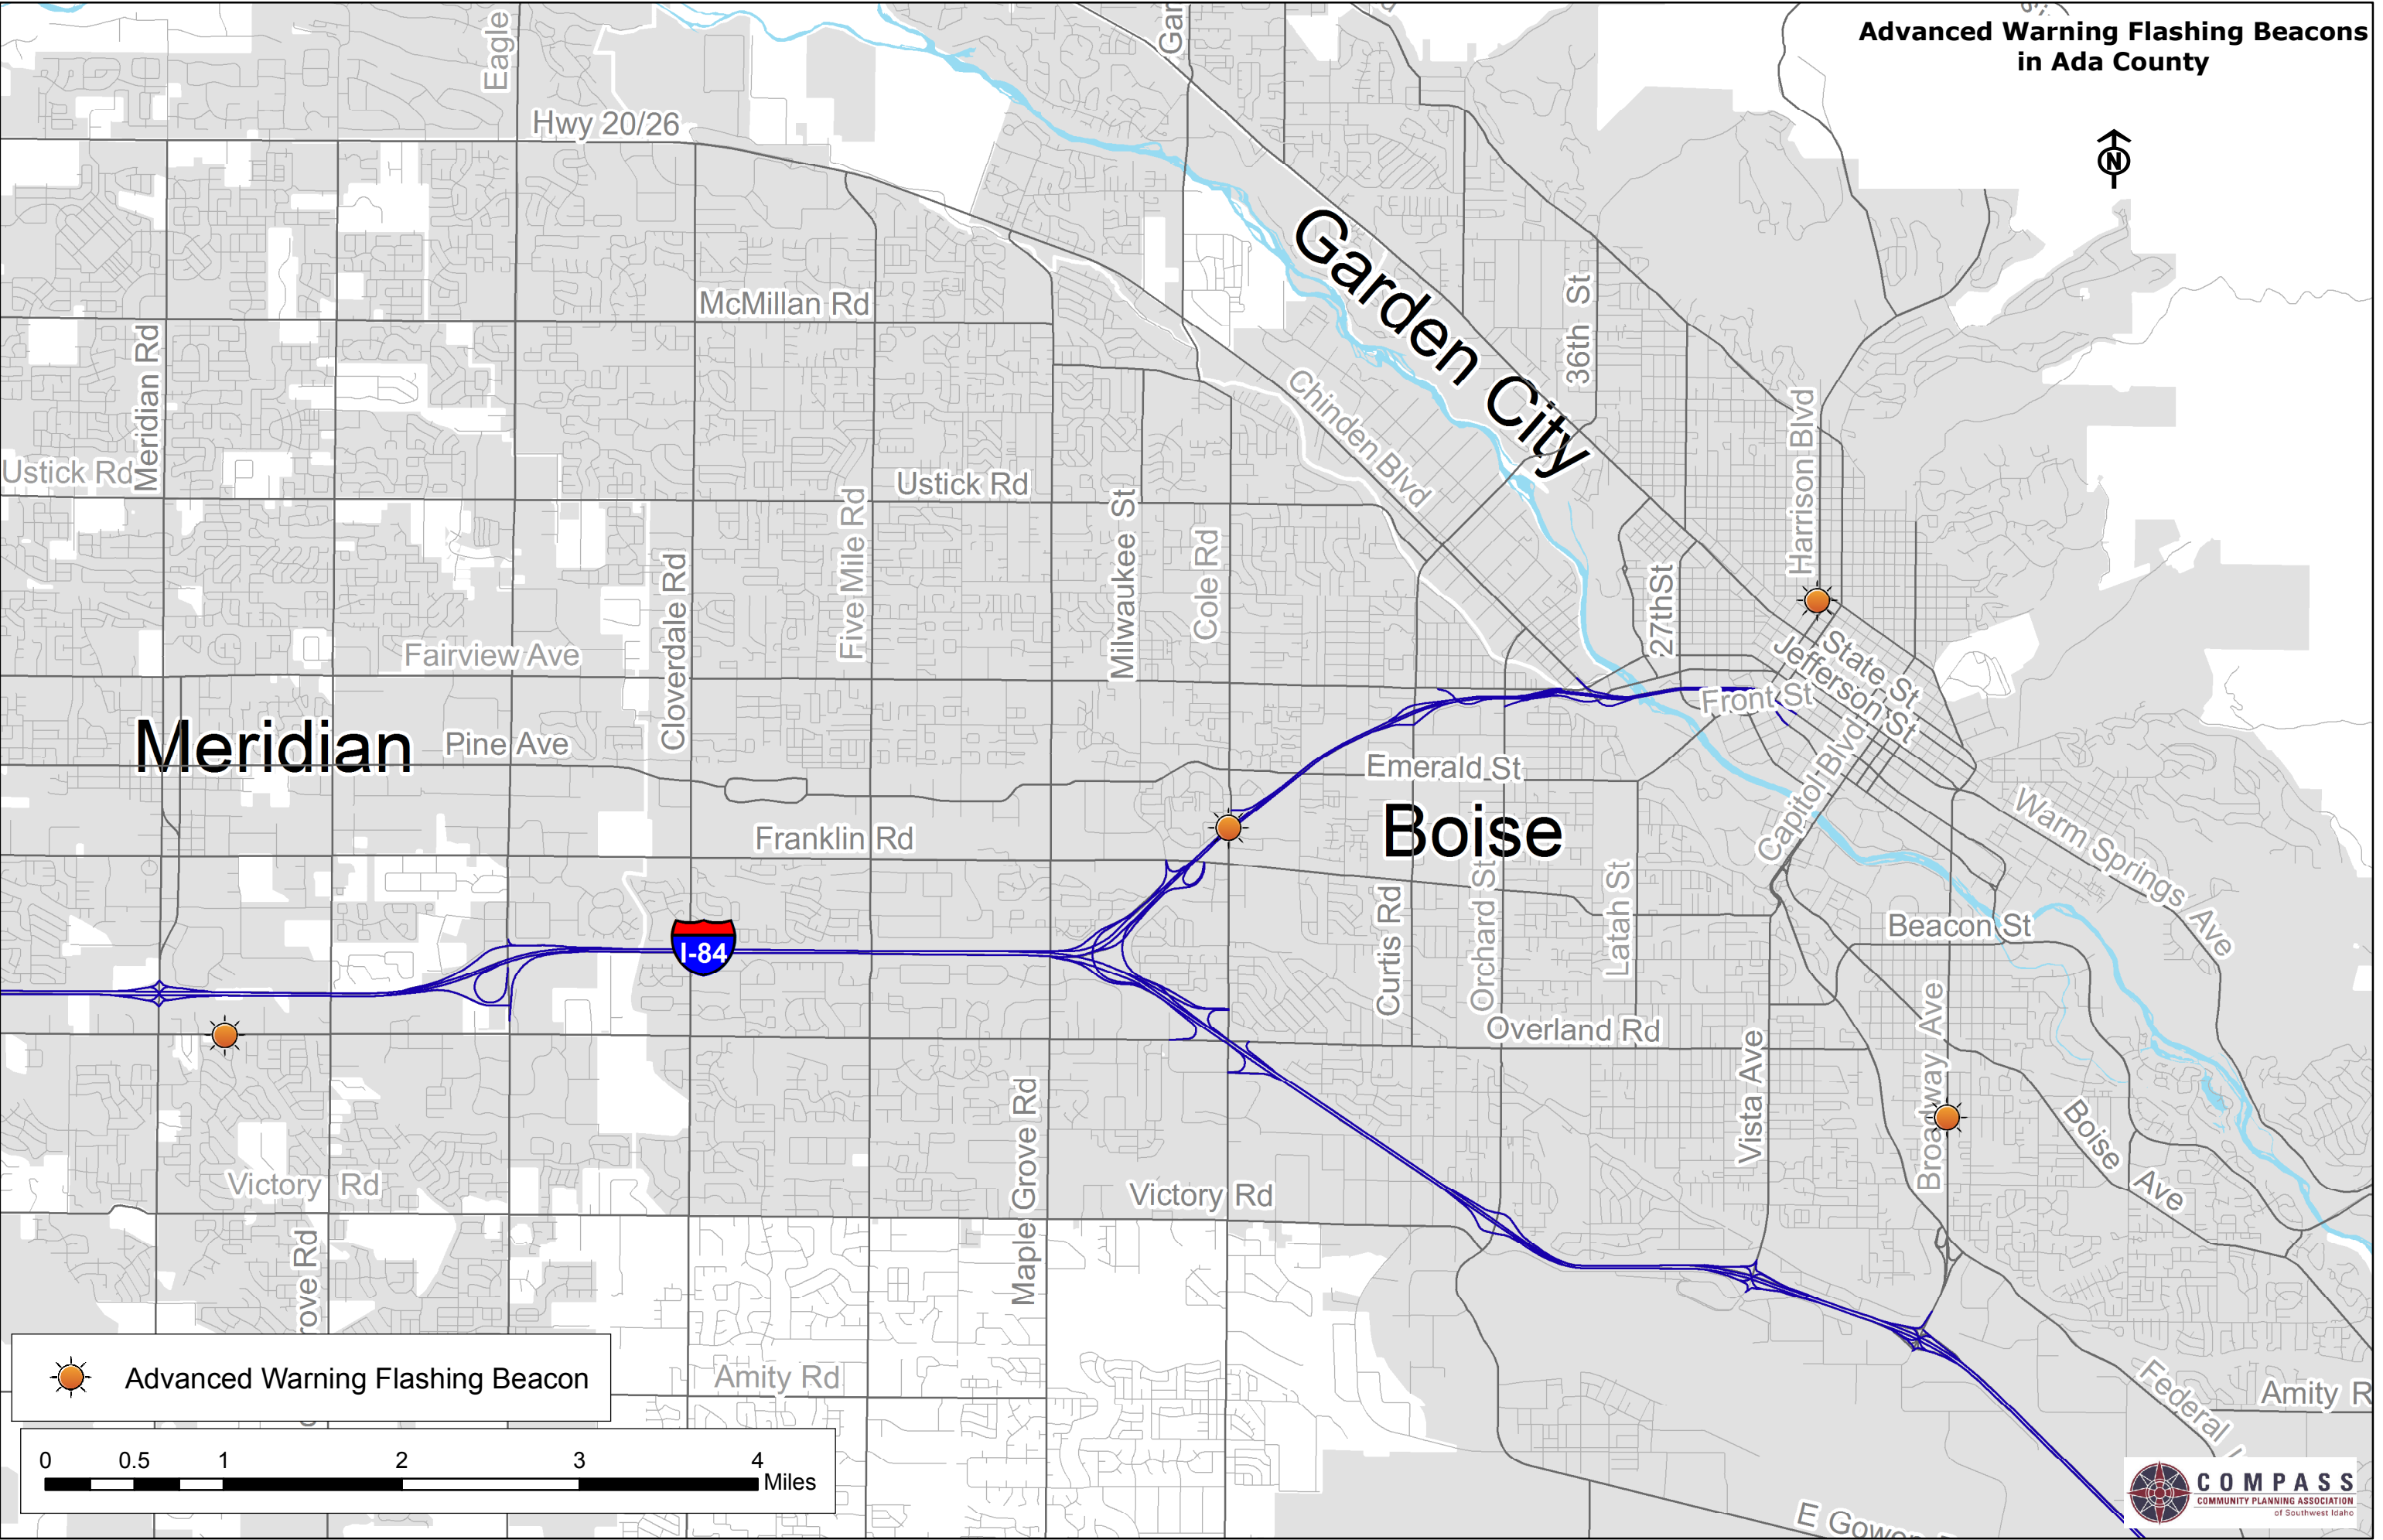 Advanced Warning Flashing Beacons
in Ada County
N
Eagle
Hwy 20/26
Garden City
McMillan Rd
36th St
Meridian Rd
Chinden Blvd
Harrison Blvd
Ustick Rd
Ustick Rd
Five Mile Rd
Milwaukee St
Cole Rd
Cloverdale Rd
27thSt
Fairview Ave
State St
Jefferson St
Front St
Meridian
Pine Ave
Emerald St
Capitol Blvd
Boise
Franklin Rd
Warm Springs Ave
Curtis Rd
Orchard St
Latah St
Beacon St
I-84
Overland Rd
Vista Ave
Broadway Ave
Maple Grove Rd
Boise Ave
Victory Rd
Victory Rd
rove Rd
Advanced Warning Flashing Beacon
Amity Rd
Federal
Amity R
0 0.5 1 2 3 4
Miles
E Gowen
COMPASS
COMMUNITY PLANNING ASSOCIATION
of Southwest Idaho